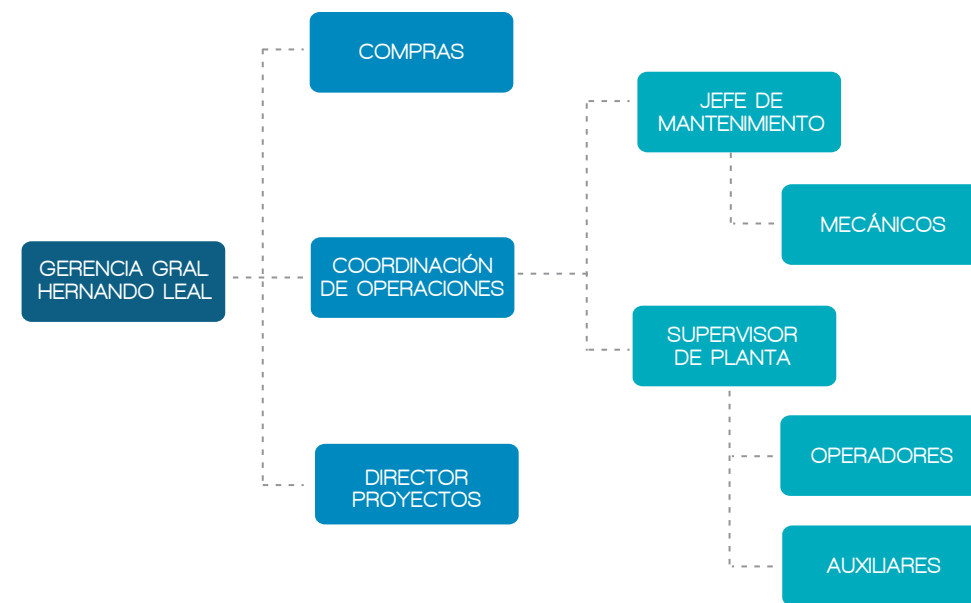 COMPRAS
JEFE DE
MANTENIMIENTO
MECÁNICOS
GERENCIA GRAL
HERNANDO LEAL
COORDINACIÓN
DE OPERACIONES
SUPERVISOR
DE PLANTA
OPERADORES
DIRECTOR
PROYECTOS
AUXILIARES